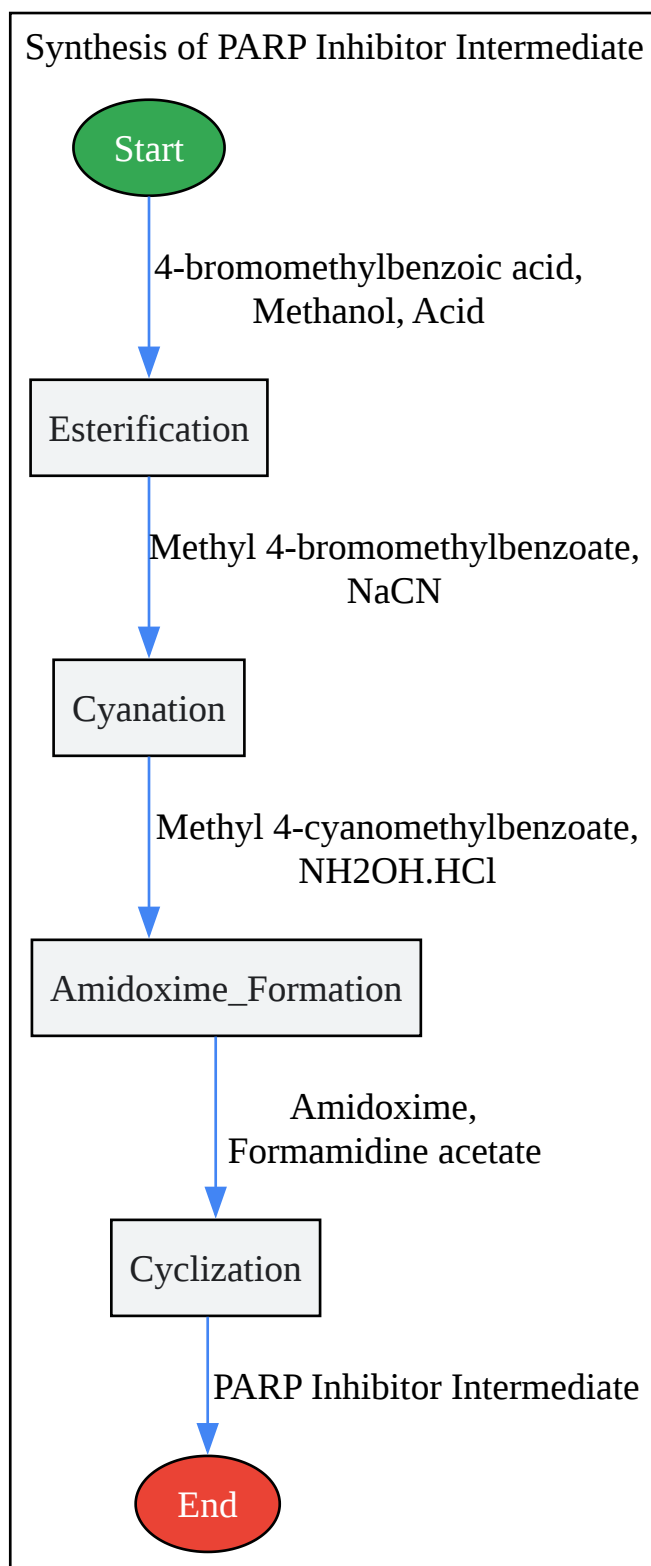 Synthesis of PARP Inhibitor Intermediate
Start
4-bromomethylbenzoic acid,
Methanol, Acid
Esterification
Methyl 4-bromomethylbenzoate,
NaCN
Cyanation
Methyl 4-cyanomethylbenzoate,
NH2OH.HCl
Amidoxime_Formation
Amidoxime,
Formamidine acetate
Cyclization
PARP Inhibitor Intermediate
End